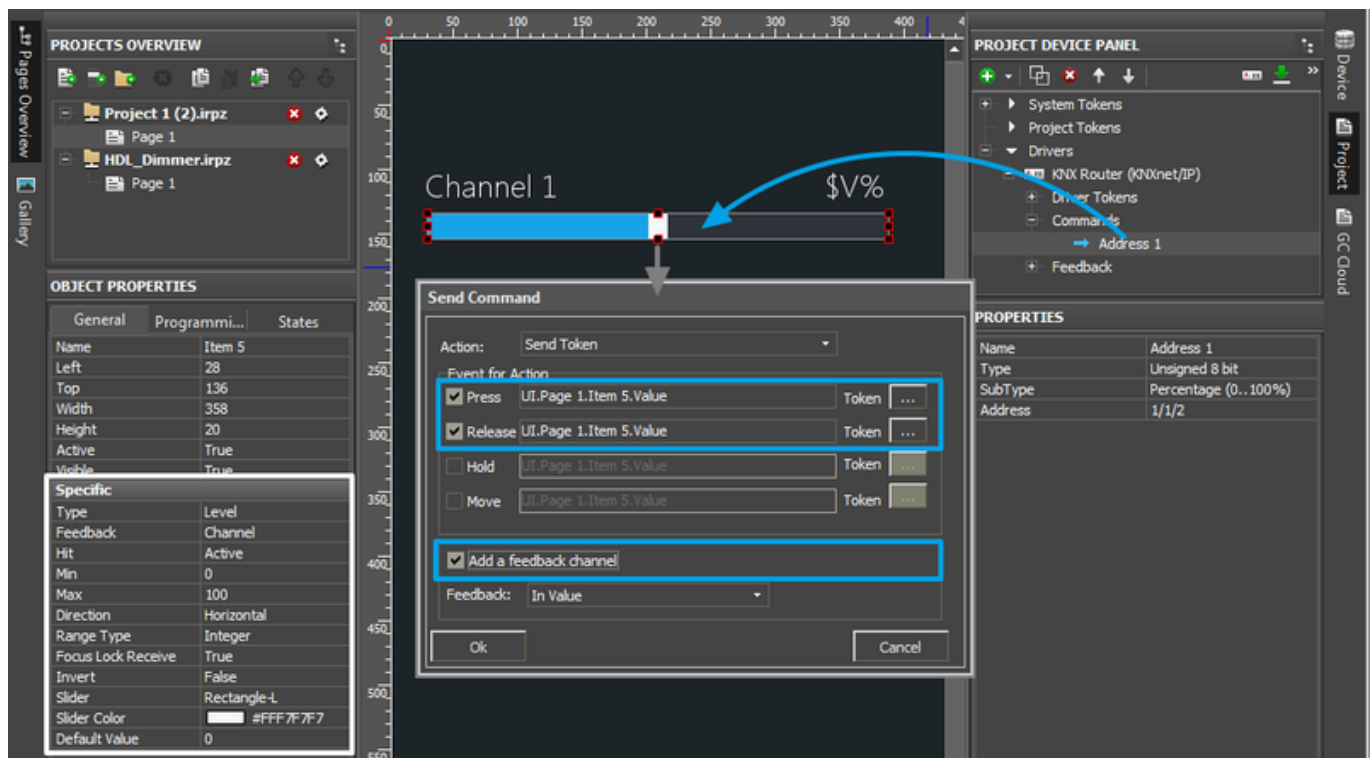 Pages Overview
Gallery
PROJECTS OVERVIEW
Project 1 (2).irpz
Page 1
HDL_Dimmer.irpz
Page 1
OBJECT PROPERTIES
General Programmi... States
Name Item 5
Left 28
Top 136
Width 358
Height 20
Active True
Visible True
Specific
Type Level
Feedback Channel
Hit Active
Min 0
Max 100
Direction Horizontal
Range Type Integer
Focus Lock Receive True
Invert False
Slider Rectangle-L
Slider Color #FFF7F7F7
Default Value 0
0 50 100 150 200 250 300 350 400 4
0
50
100
150
200
250
300
350
400
450
500
550
Channel 1 $V%
Send Command
Action: Send Token
Event for Action
Press UI.Page 1.Item 5.Value Token ...
Release UI.Page 1.Item 5.Value Token ...
Hold UI.Page 1.Item 5.Value Token ...
Move UI.Page 1.Item 5.Value Token ...
Add a feedback channel
Feedback: In Value
Ok Cancel
PROJECT DEVICE PANEL
System Tokens
Project Tokens
Drivers
KNX Router (KNXnet/IP)
Driver Tokens
Commands
Address 1
Feedback
PROPERTIES
Name Address 1
Type Unsigned 8 bit
SubType Percentage (0..100%)
Address 1/1/2
Device
Project
GC Cloud